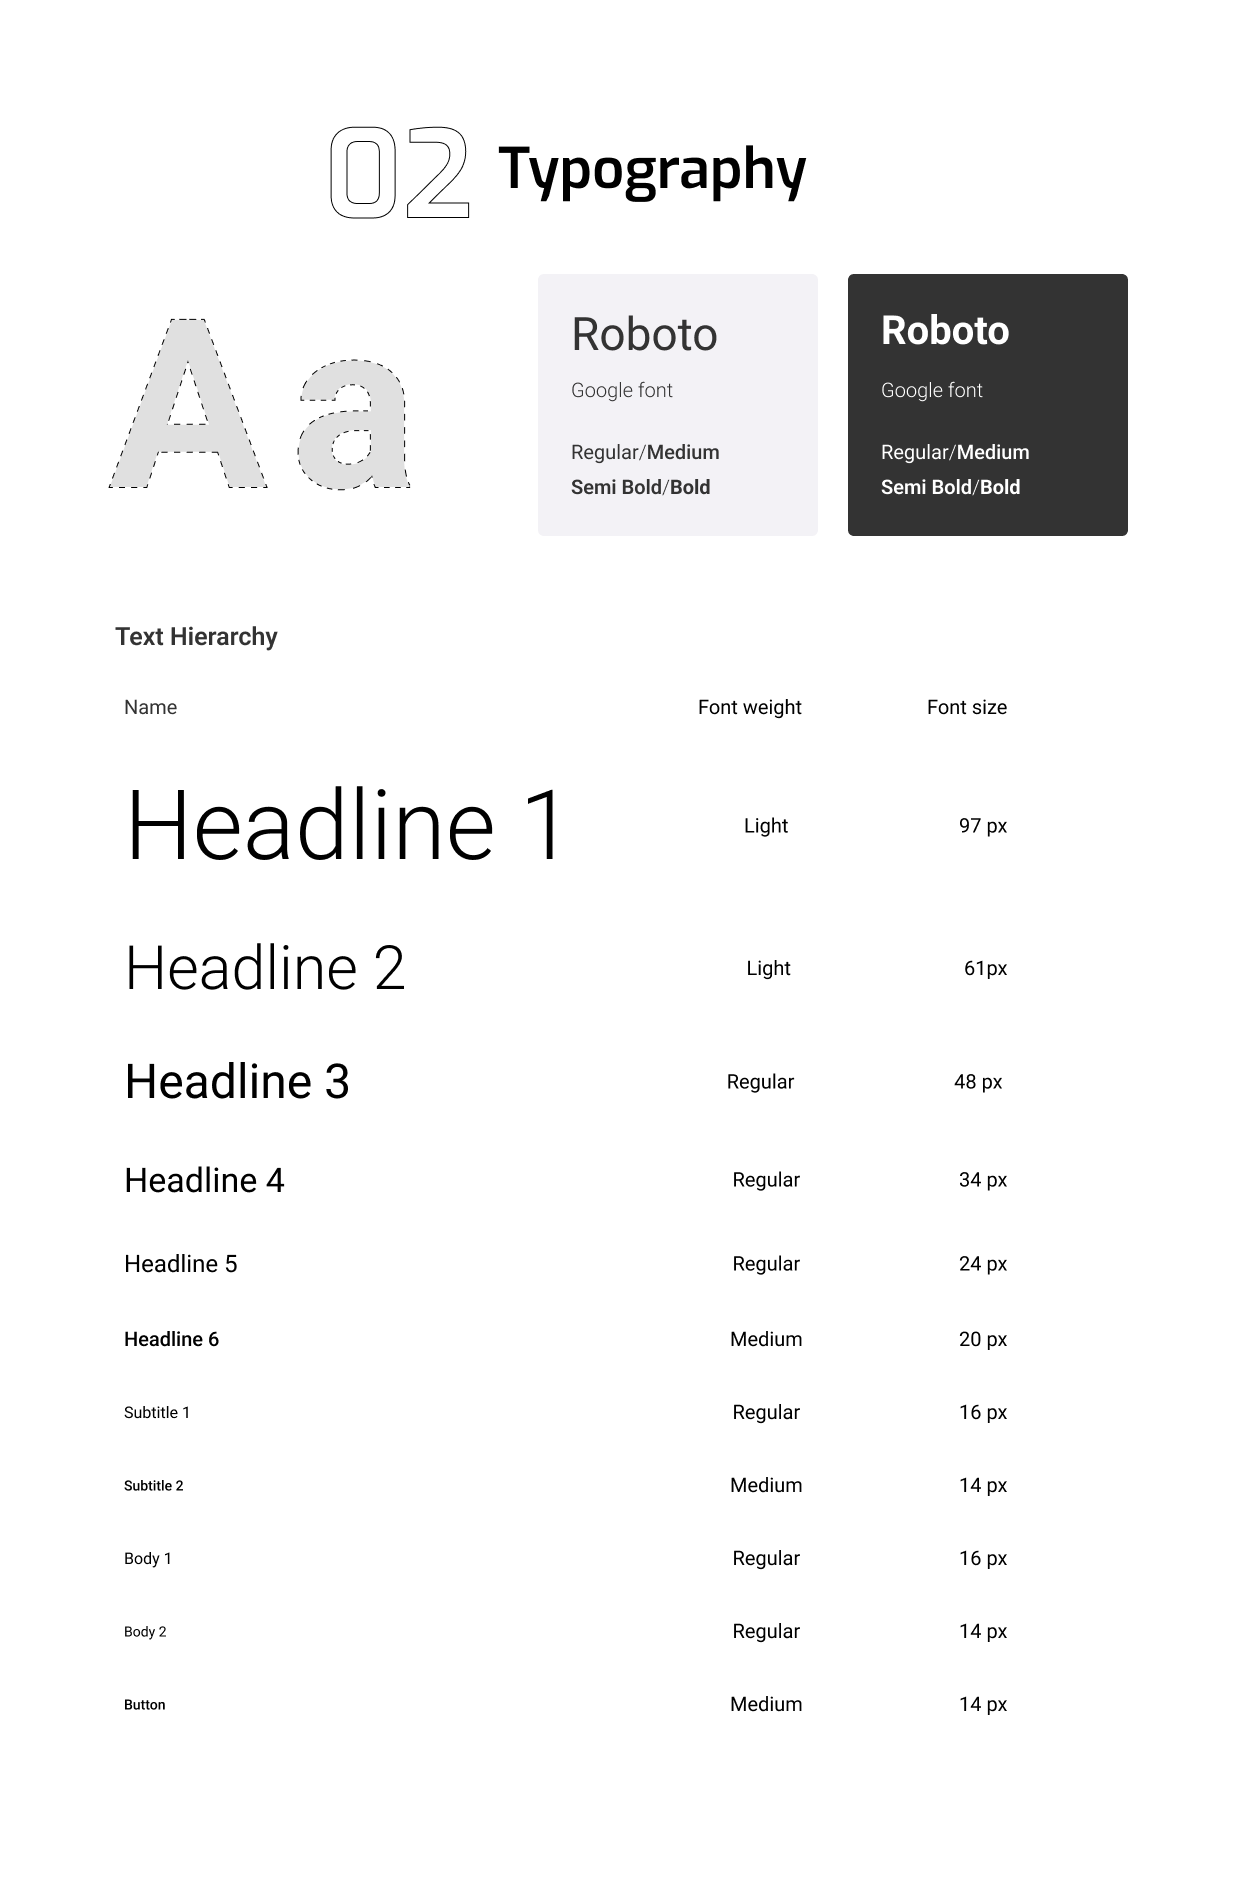 02 Typography
Aa
Roboto
Google font
Regular/Medium
Semi Bold/Bold
Roboto
Google font
Regular/Medium
Semi Bold/Bold
Text Hierarchy
Name Font weight Font size
Headline 1 Light 97 px
Headline 2 Light 61px
Headline 3 Regular 48 px
Headline 4 Regular 34 px
Headline 5 Regular 24 px
Headline 6 Medium 20 px
Subtitle 1 Regular 16 px
Subtitle 2 Medium 14 px
Body 1 Regular 16 px
Body 2 Regular 14 px
Button Medium 14 px